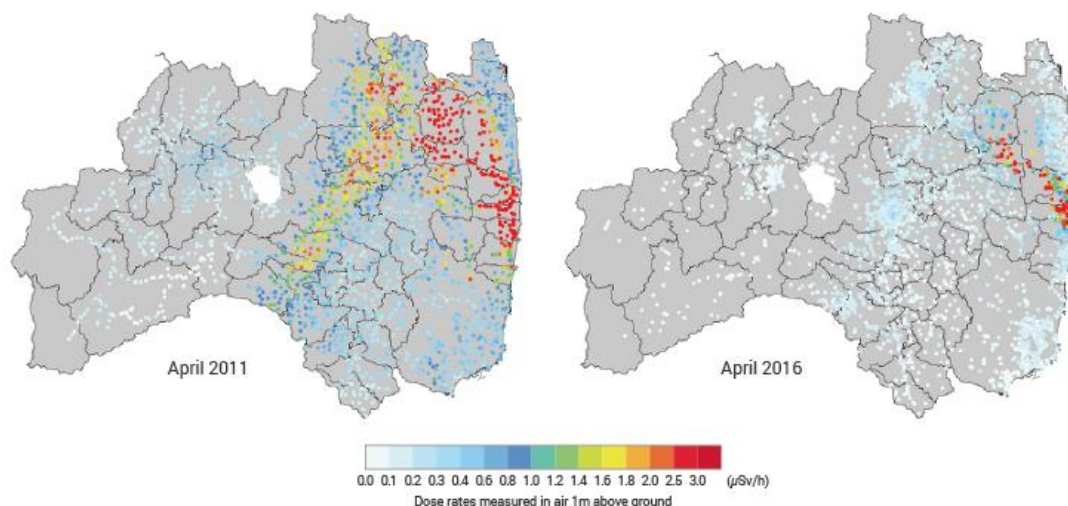 April 2011
April 2016
0.0 0.1 0.2 0.3 0.4 0.6 0.8 1.0 1.2 1.4 1.6 1.8 2.0 2.5 3.0 (μSv/h)
Dose rates measured in air 1m above ground